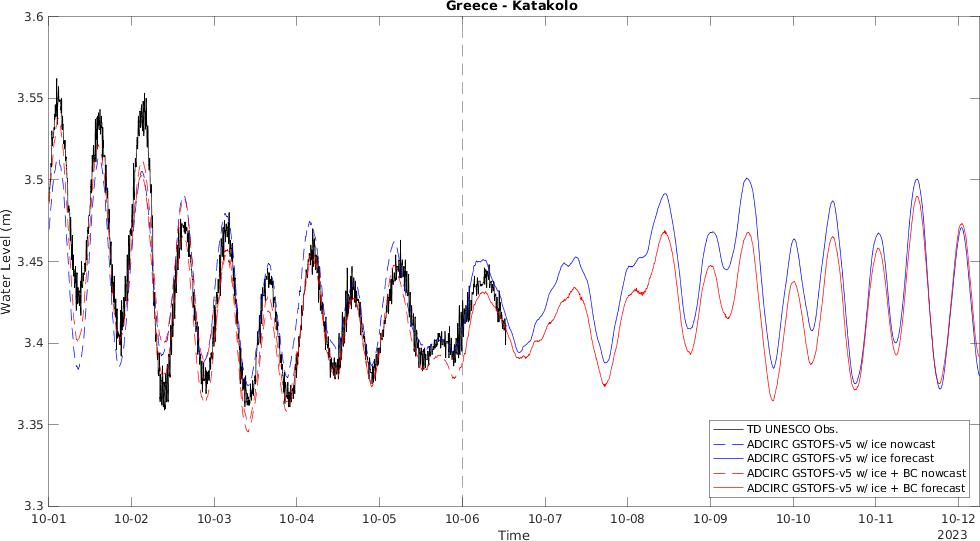 Greece - Katakolo
3.6
3.55
3.5
3.45
3.4
3.35
3.3
Water Level (m)
TD UNESCO Obs.
ADCIRC GSTOFS-v5 w/ ice nowcast
ADCIRC GSTOFS-v5 w/ ice forecast
ADCIRC GSTOFS-v5 w/ ice + BC nowcast
ADCIRC GSTOFS-v5 w/ ice + BC forecast
10-01 10-02 10-03 10-04 10-05 10-06 10-07 10-08 10-09 10-10 10-11 10-12
Time 2023